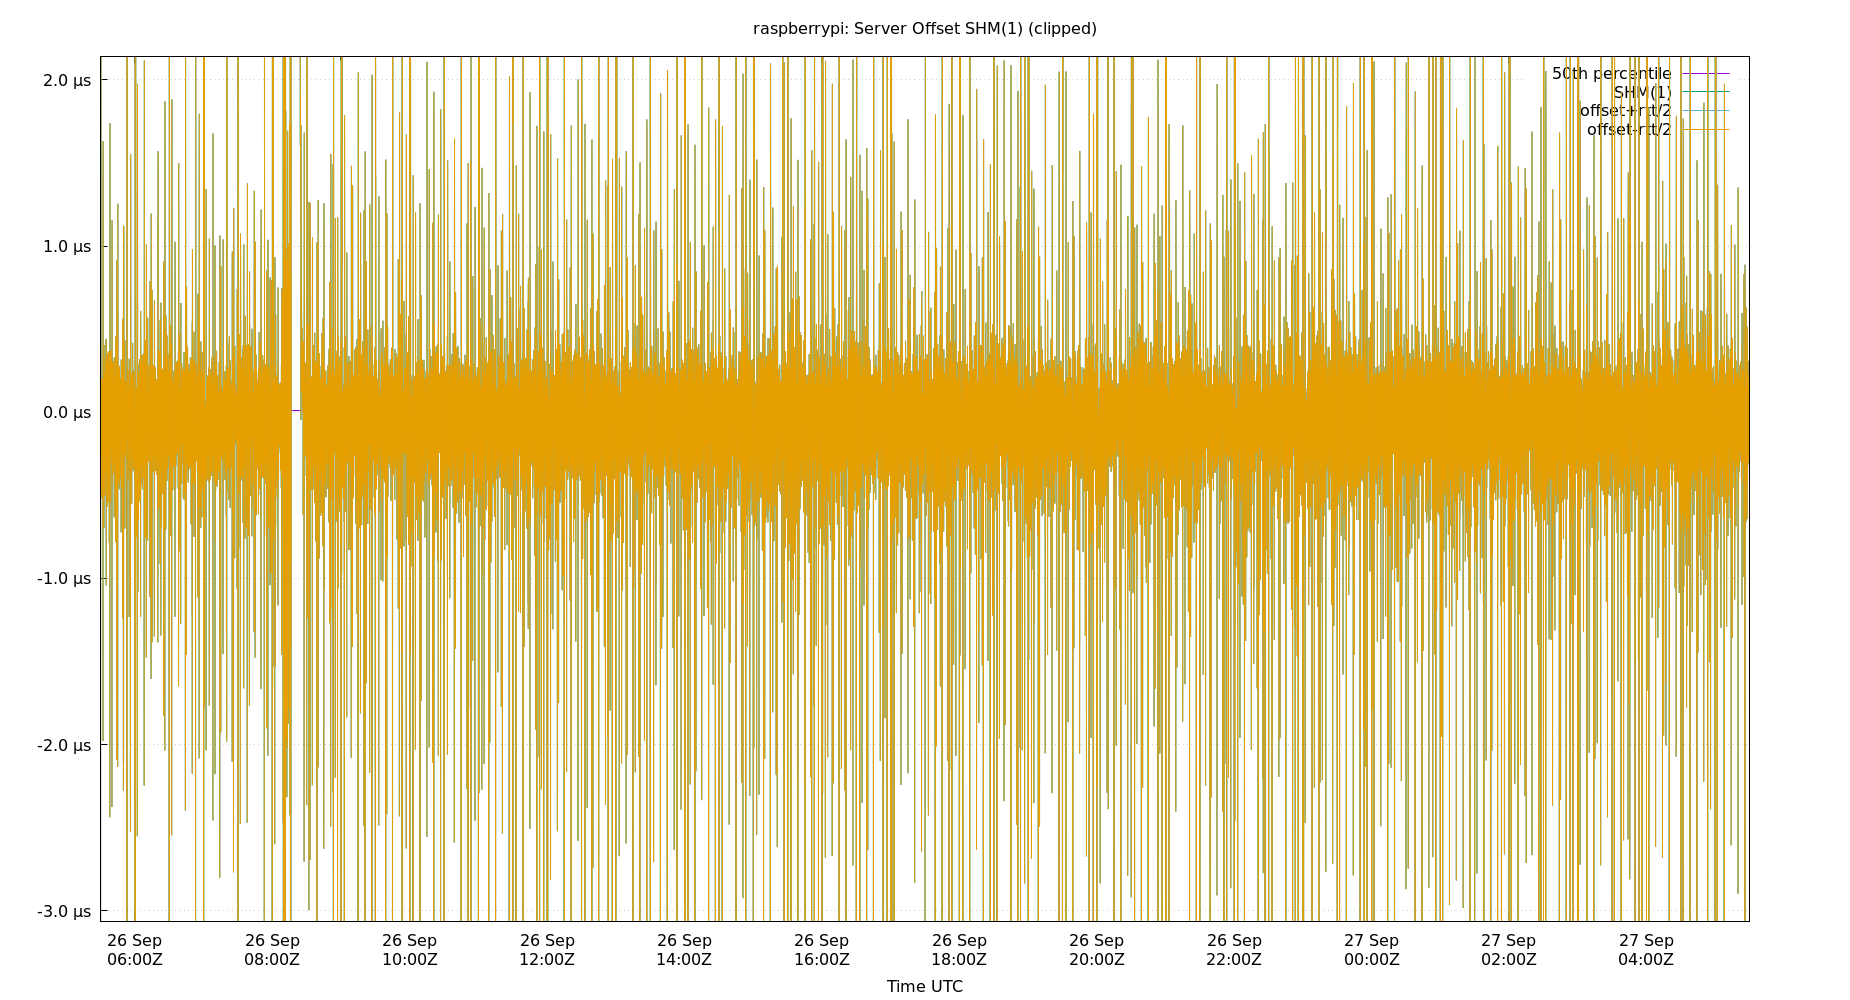 raspberrypi: Server Offset SHM(1) (clipped)
2.0 µs
1.0 µs
0.0 µs
-1.0 µs
-2.0 µs
-3.0 µs
50th percentile
SHM(1)
offset+rtt/2
offset-rtt/2
26 Sep 26 Sep 26 Sep 26 Sep 26 Sep 26 Sep 26 Sep 26 Sep 26 Sep 27 Sep 27 Sep 27 Sep
06:00Z 08:00Z 10:00Z 12:00Z 14:00Z 16:00Z 18:00Z 20:00Z 22:00Z 00:00Z 02:00Z 04:00Z
Time UTC